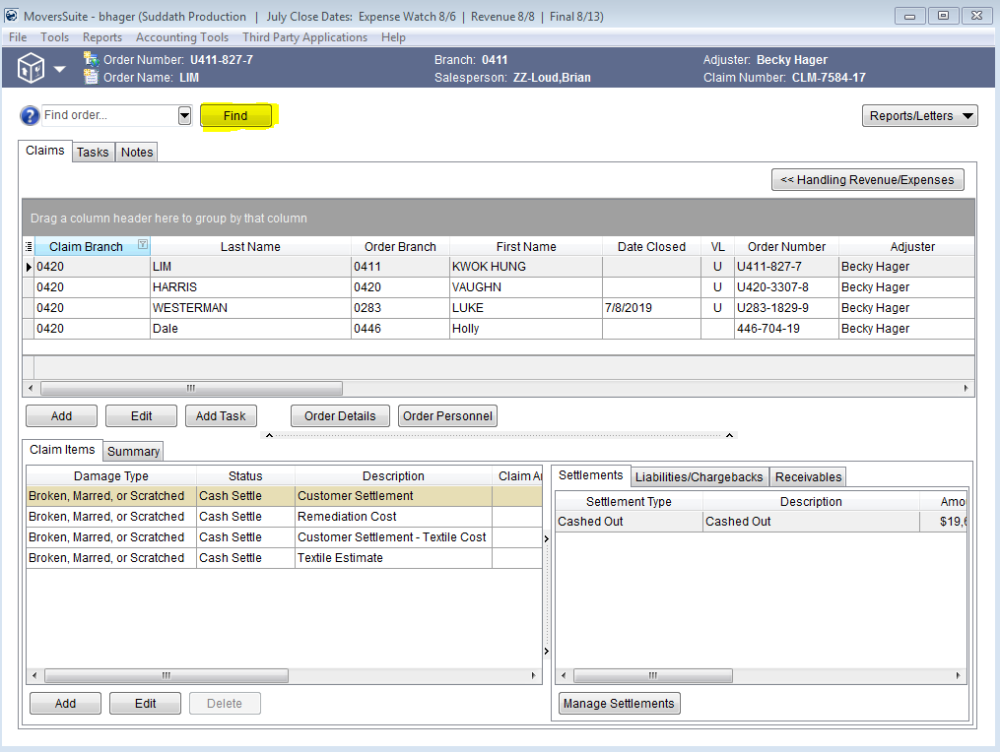 MoversSuite - bhager (Suddath Production | July Close Dates: Expense Watch 8/6 | Revenue 8/8 | Final 8/13)
File Tools Reports Accounting Tools Third Party Applications Help
Order Number: U411-827-7 Branch: 0411 Adjuster: Becky Hager
Order Name: LIM Salesperson: ZZ-Loud,Brian Claim Number: CLM-7584-17
Find order... Find Reports/Letters
Claims Tasks Notes
<< Handling Revenue/Expenses
Drag a column header here to group by that column
Claim Branch Last Name Order Branch First Name Date Closed VL Order Number Adjuster
0420 LIM 0411 KWOK HUNG U U411-827-7 Becky Hager
0420 HARRIS 0420 VAUGHN U U420-3307-8 Becky Hager
0420 WESTERMAN 0283 LUKE 7/8/2019 U U283-1829-9 Becky Hager
0420 Dale 0446 Holly 446-704-19 Becky Hager
Add Edit Add Task Order Details Order Personnel
Claim Items Summary
Damage Type Status Description Claim
Broken, Marred, or Scratched Cash Settle Customer Settlement
Broken, Marred, or Scratched Cash Settle Remediation Cost
Broken, Marred, or Scratched Cash Settle Customer Settlement - Textile Cost
Broken, Marred, or Scratched Cash Settle Textile Estimate
Add Edit Delete
Settlements Liabilities/Chargebacks Receivables
Settlement Type Description Amo
Cashed Out Cashed Out $19,6
Manage Settlements